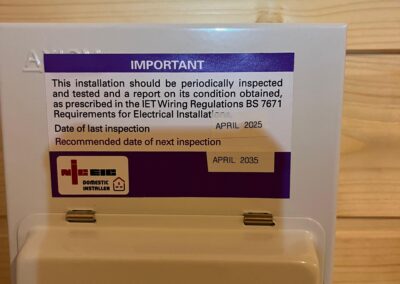 AXIOM
IMPORTANT
This installation should be periodically inspected
and tested and a report on its condition obtained,
as prescribed in the IET Wiring Regulations BS 7671
Requirements for Electrical Installations.
Date of last inspection APRIL 2025
Recommended date of next inspection
APRIL 2035
NICEIC
DOMESTIC
INSTALLER